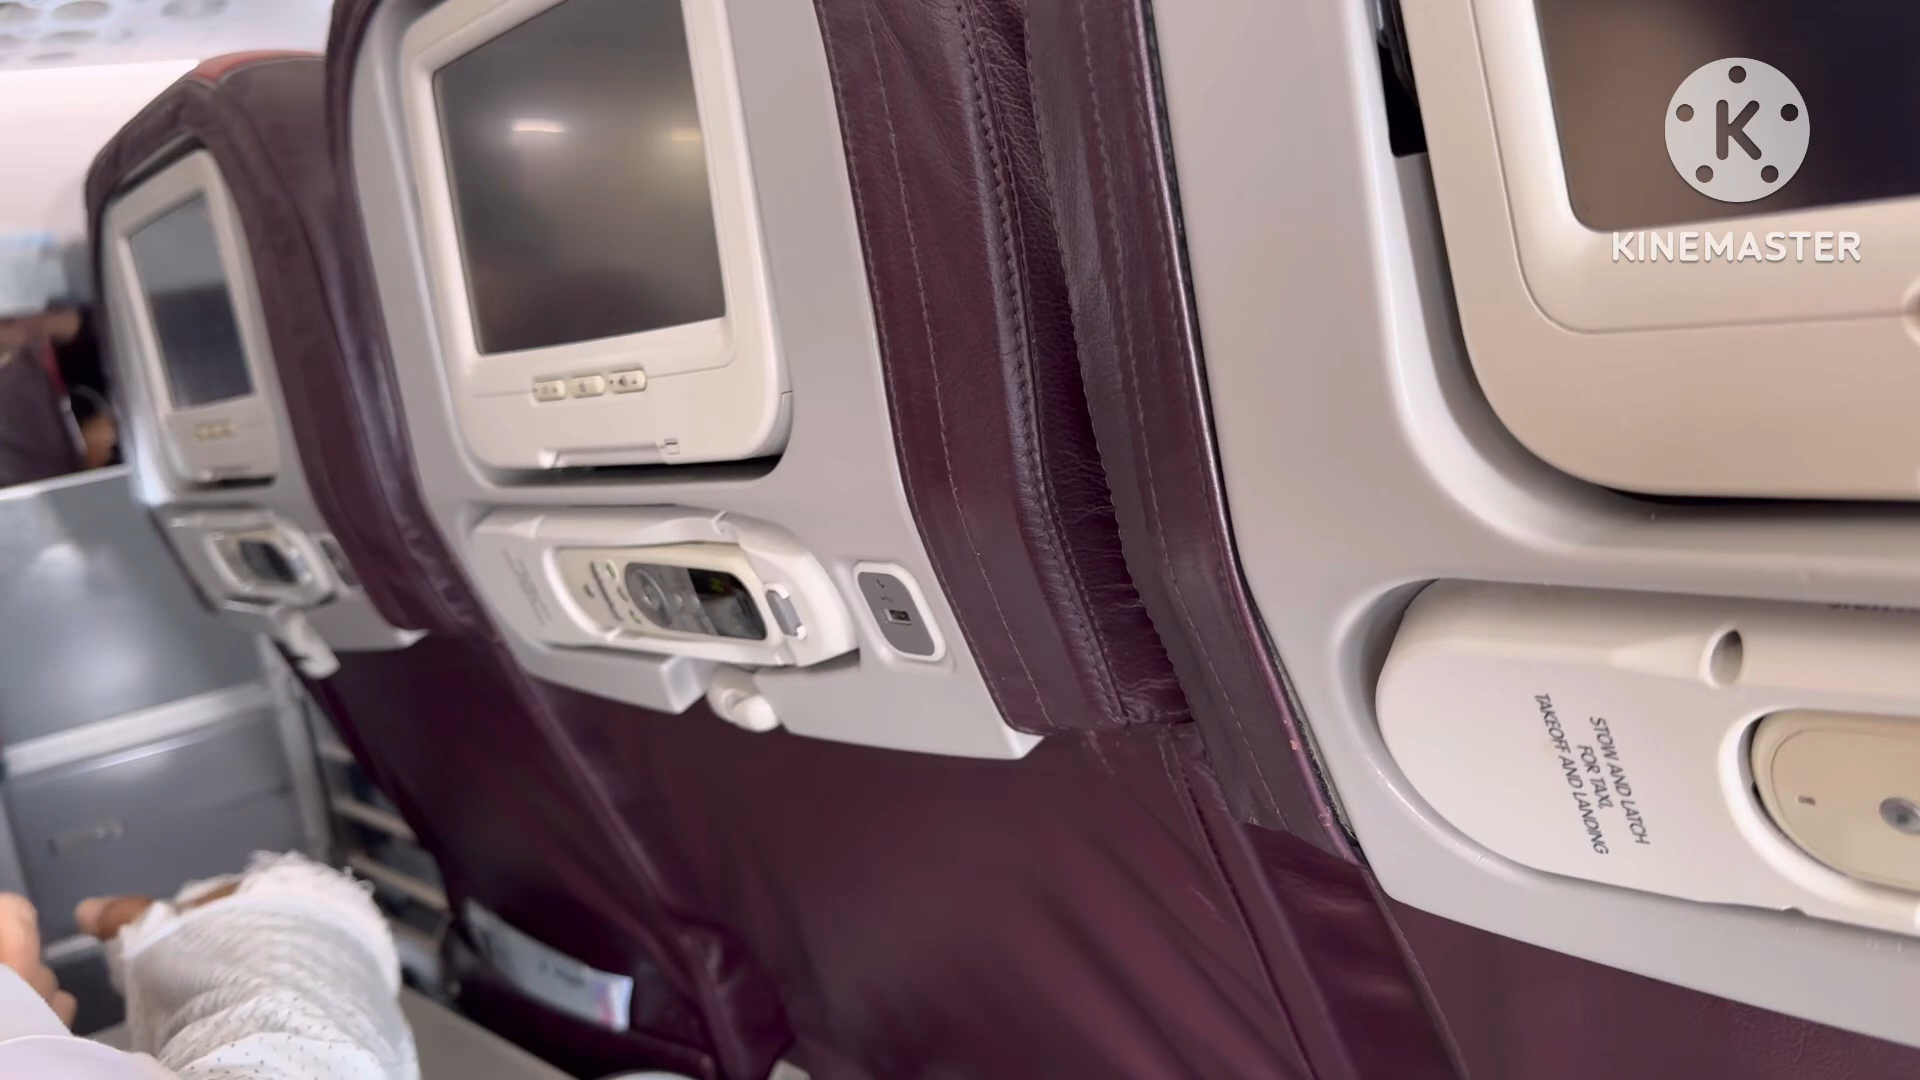 K
KINEMASTER
STOW AND LATCH
FOR TAXI,
TAKEOFF AND LANDING